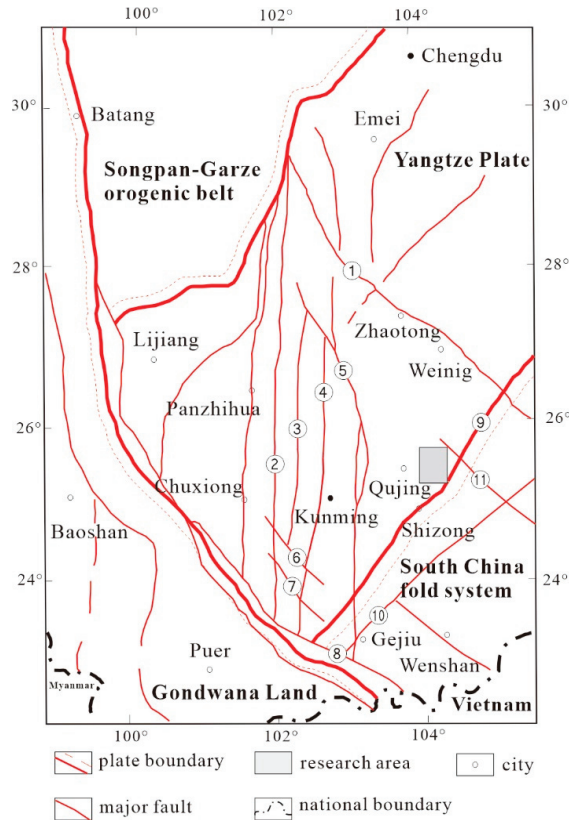 100°
102°
104°
Chengdu
30°
30°
Batang
Emei
Songpan-Garze
orogenic belt
Yangtze Plate
28°
28°
①
Zhaotong
Lijiang
Weinig
⑤
Panzhihua
④
26°
26°
③
⑨
②
Chuxiong
Qujing
⑪
Baoshan
Kunming
Shizong
⑥
South China
fold system
24°
24°
⑦
⑩
Puer
⑧
Gejiu
Wenshan
Myanmar
Gondwana Land
Vietnam
100°
102°
104°
plate boundary
research area
city
major fault
national boundary